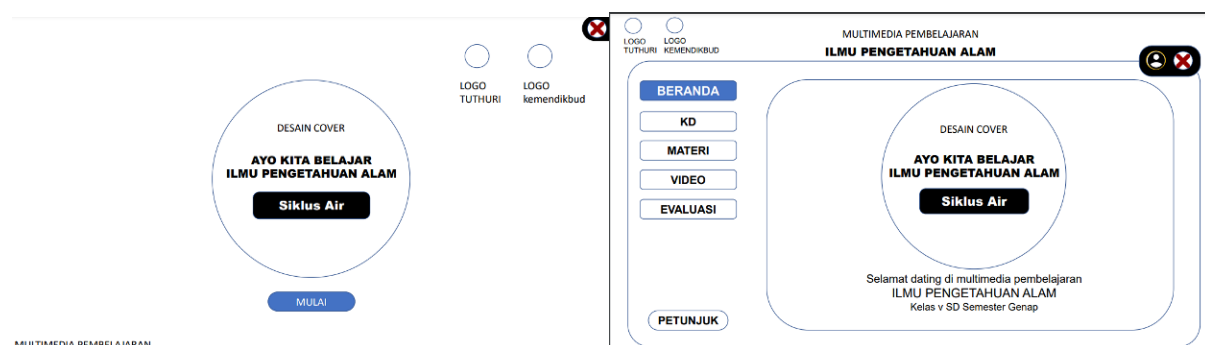 LOGO
TUTHURI
LOGO
kemendikbud
DESAIN COVER
AYO KITA BELAJAR
ILMU PENGETAHUAN ALAM
Siklus Air
MULAI
MULTIMEDIA PEMBELAJARAN
LOGO
TUTHURI
LOGO
KEMENDIKBUD
MULTIMEDIA PEMBELAJARAN
ILMU PENGETAHUAN ALAM
BERANDA
KD
MATERI
VIDEO
EVALUASI
PETUNJUK
DESAIN COVER
AYO KITA BELAJAR
ILMU PENGETAHUAN ALAM
Siklus Air
Selamat dating di multimedia pembelajaran
ILMU PENGETAHUAN ALAM
Kelas v SD Semester Genap